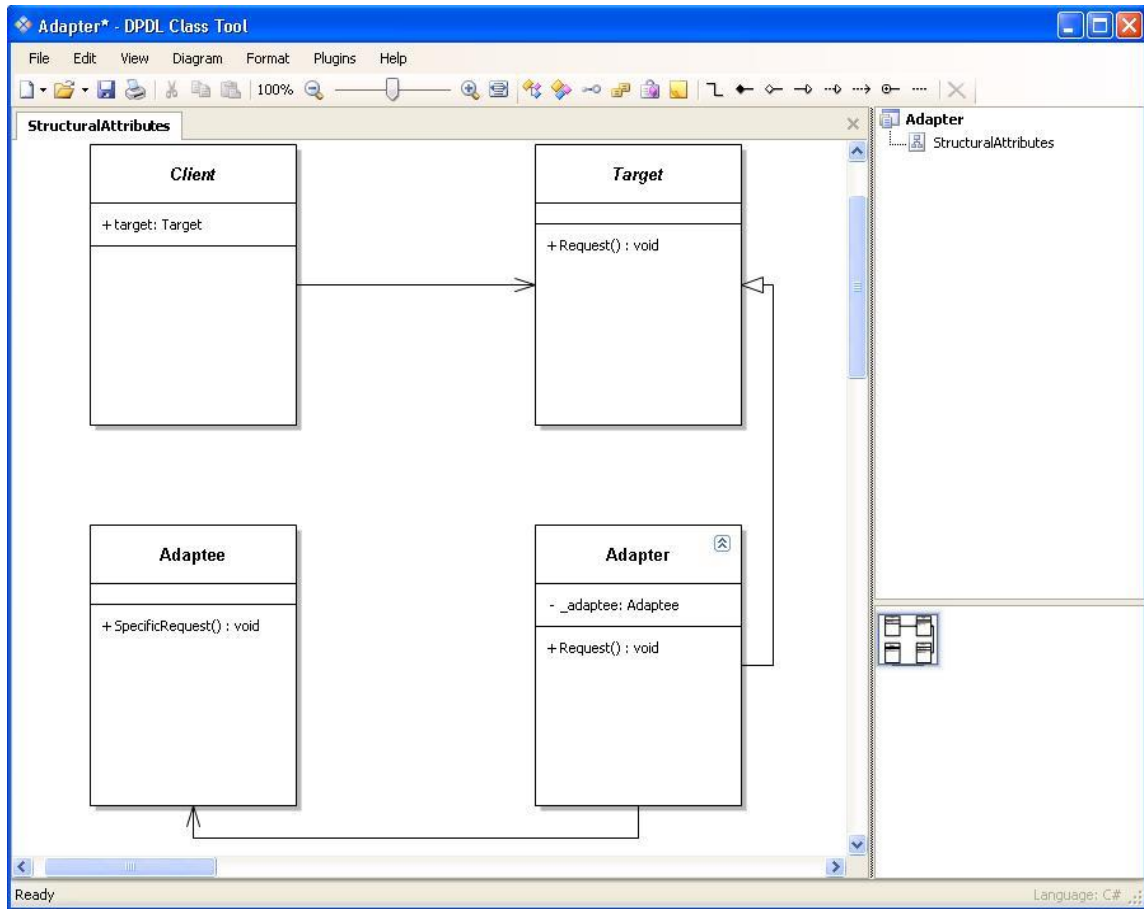 Adapter* - DPDL Class Tool
File Edit View Diagram Format Plugins Help
100%
StructuralAttributes
Adapter
StructuralAttributes
Client
+ target: Target
Target
+ Request() : void
Adaptee
+ SpecificRequest() : void
Adapter
- _adaptee: Adaptee
+ Request() : void
Ready
Language: C#